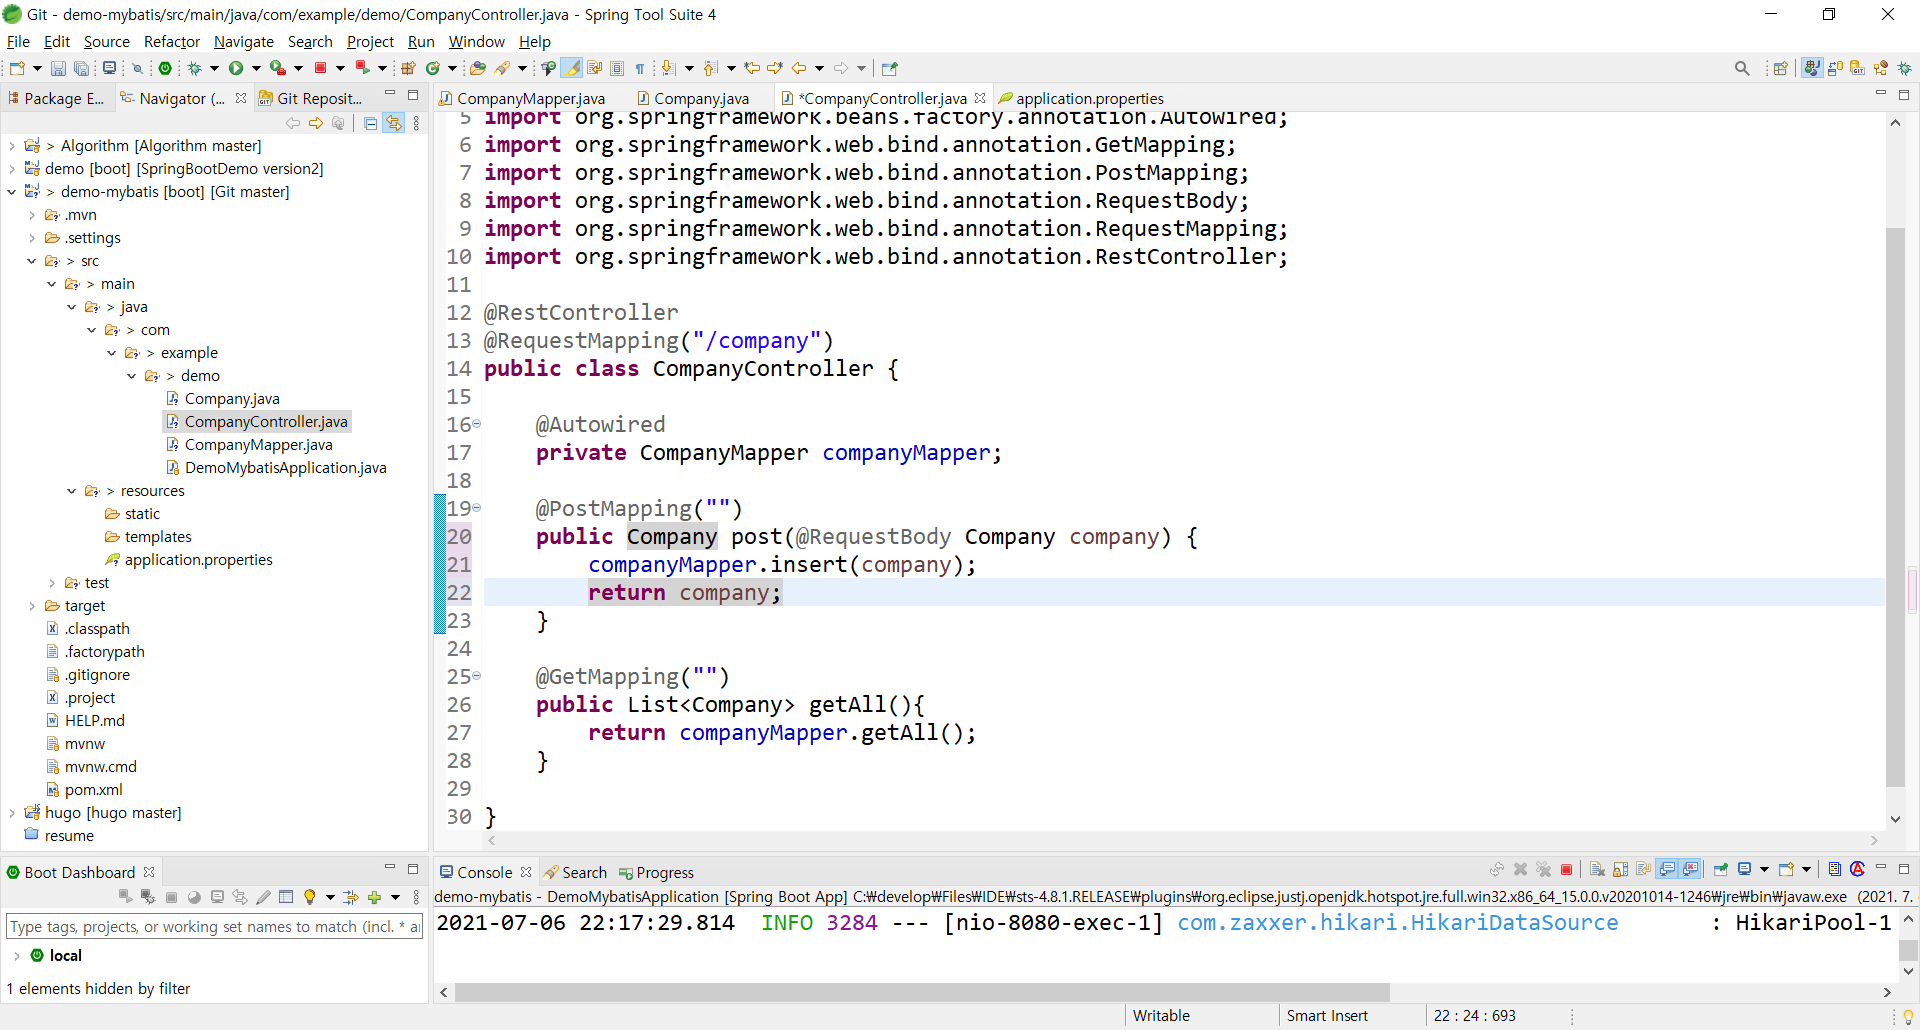 Git - demo-mybatis/src/main/java/com/example/demo/CompanyController.java - Spring Tool Suite 4
File Edit Source Refactor Navigate Search Project Run Window Help
Package E... Navigator (... Git Reposit...
> Algorithm [Algorithm master]
demo [boot] [SpringBootDemo version2]
> demo-mybatis [boot] [Git master]
.mvn
.settings
> src
> main
> java
> com
> example
> demo
Company.java
CompanyController.java
CompanyMapper.java
DemoMybatisApplication.java
> resources
static
templates
application.properties
test
target
.classpath
.factorypath
.gitignore
.project
HELP.md
mvnw
mvnw.cmd
pom.xml
hugo [hugo master]
resume
CompanyMapper.java Company.java *CompanyController.java application.properties
5 import org.springframework.beans.factory.annotation.Autowired;
6 import org.springframework.web.bind.annotation.GetMapping;
7 import org.springframework.web.bind.annotation.PostMapping;
8 import org.springframework.web.bind.annotation.RequestBody;
9 import org.springframework.web.bind.annotation.RequestMapping;
10 import org.springframework.web.bind.annotation.RestController;
11
12 @RestController
13 @RequestMapping("/company")
14 public class CompanyController {
15
16 @Autowired
17 private CompanyMapper companyMapper;
18
19 @PostMapping("")
20 public Company post(@RequestBody Company company) {
21 companyMapper.insert(company);
22 return company;
23 }
24
25 @GetMapping("")
26 public List<Company> getAll(){
27 return companyMapper.getAll();
28 }
29
30 }
Boot Dashboard
Type tags, projects, or working set names to match (incl. *
local
1 elements hidden by filter
Console Search Progress
demo-mybatis - DemoMybatisApplication [Spring Boot App] C:₩develop₩Files₩IDE₩sts-4.8.1.RELEASE₩plugins₩org.eclipse.justj.openjdk.hotspot.jre.full.win32.x86_64_15.0.0.v20201014-1246₩jre₩bin₩javaw.exe (2021. 7.
2021-07-06 22:17:29.814 INFO 3284 --- [nio-8080-exec-1] com.zaxxer.hikari.HikariDataSource : HikariPool-1
Writable Smart Insert 22 : 24 : 693